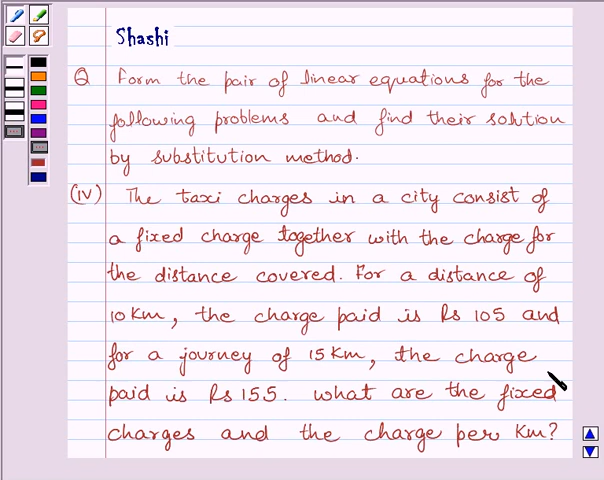 Shashi
Q Form the pair of linear equations for the
following problems and find their solution
by substitution method.
(iv) The taxi charges in a city consist of
a fixed charge together with the charge for
the distance covered. For a distance of
10 Km, the charge paid is Rs 105 and
for a journey of 15 Km, the charge
paid is Rs 155. what are the fixed
charges and the charge per Km?